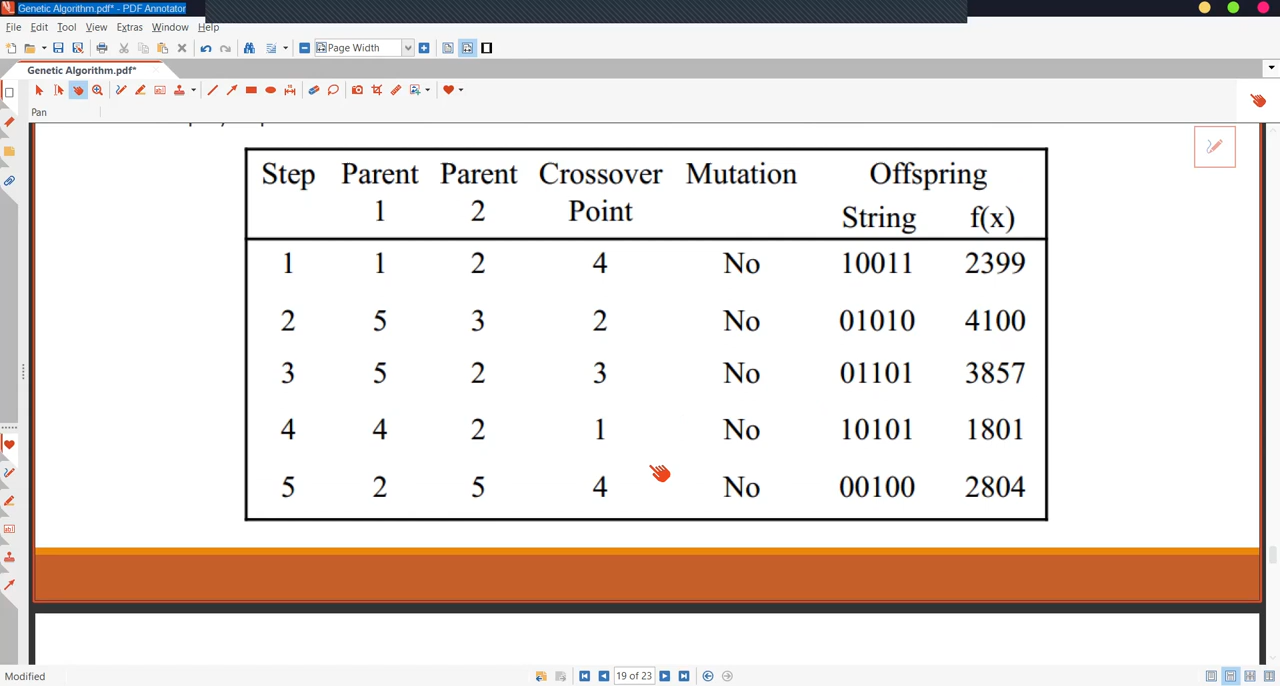 Genetic Algorithm.pdf* - PDF Annotator
File Edit Tool View Extras Window Help
Page Width
Genetic Algorithm.pdf*
Pan
Step Parent Parent Crossover Mutation Offspring
1 2 Point String f(x)
1 1 2 4 No 10011 2399
2 5 3 2 No 01010 4100
3 5 2 3 No 01101 3857
4 4 2 1 No 10101 1801
5 2 5 4 No 00100 2804
Modified 19 of 23